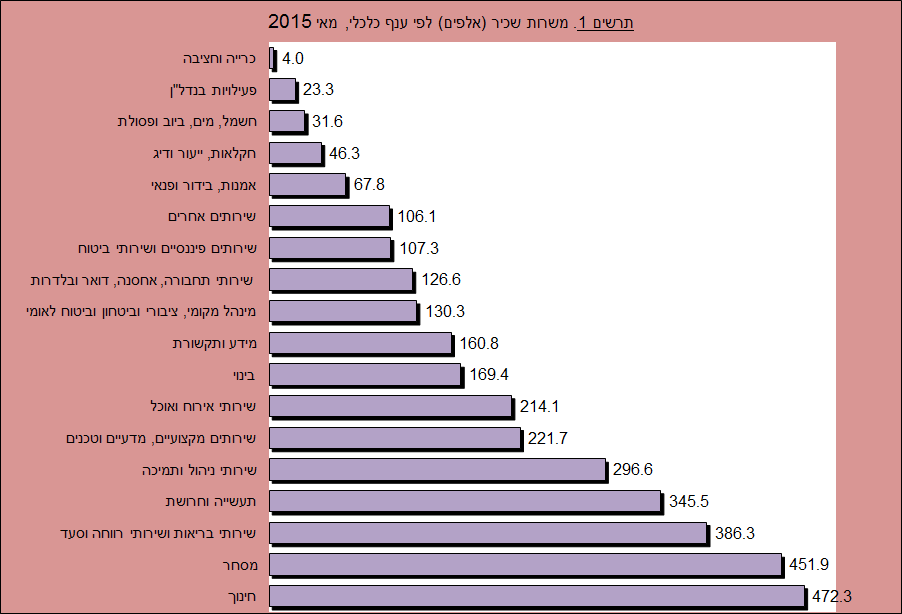 תרשים 1. משרות שכיר (אלפים) לפי ענף כלכלי, מאי 2015
כרייה וחציבה 4.0
פעילויות בנדל"ן 23.3
חשמל, מים, ביוב ופסולת 31.6
חקלאות, ייעור ודיג 46.3
אמנות, בידור ופנאי 67.8
שירותים אחרים 106.1
שירותים פיננסיים ושירותי ביטוח 107.3
שירותי תחבורה, אחסנה, דואר ובלדרות 126.6
מינהל מקומי, ציבורי וביטחון וביטוח לאומי 130.3
מידע ותקשורת 160.8
בינוי 169.4
שירותי אירוח ואוכל 214.1
שירותים מקצועיים, מדעיים וטכנים 221.7
שירותי ניהול ותמיכה 296.6
תעשייה וחרושת 345.5
שירותי בריאות ושירותי רווחה וסעד 386.3
מסחר 451.9
חינוך 472.3